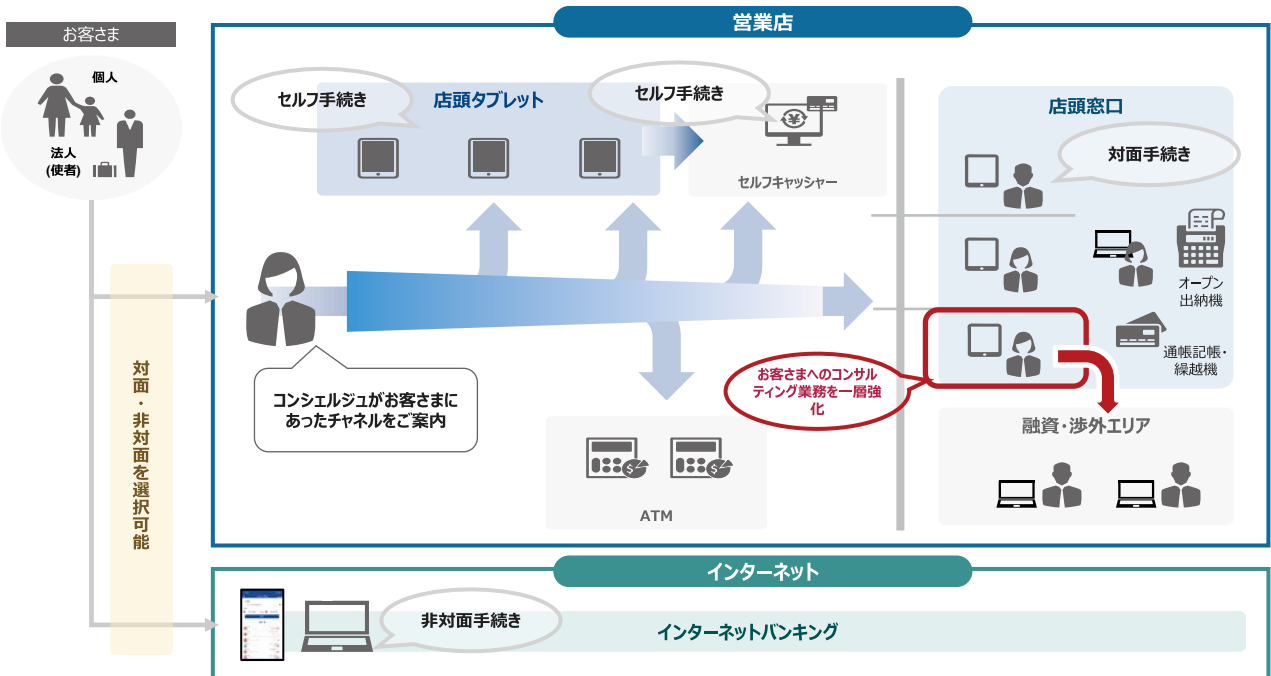 お客さま
個人
法人
(使者)
対面・非対面を選択可能
営業店
セルフ手続き
店頭タブレット
セルフ手続き
セルフキャッシャー
店頭窓口
対面手続き
オープン
出納機
通帳記帳・
繰越機
お客さまへのコンサル
ティング業務を一層強
化
コンシェルジュがお客さまに
あったチャネルをご案内
融資・渉外エリア
ATM
インターネット
非対面手続き
インターネットバンキング